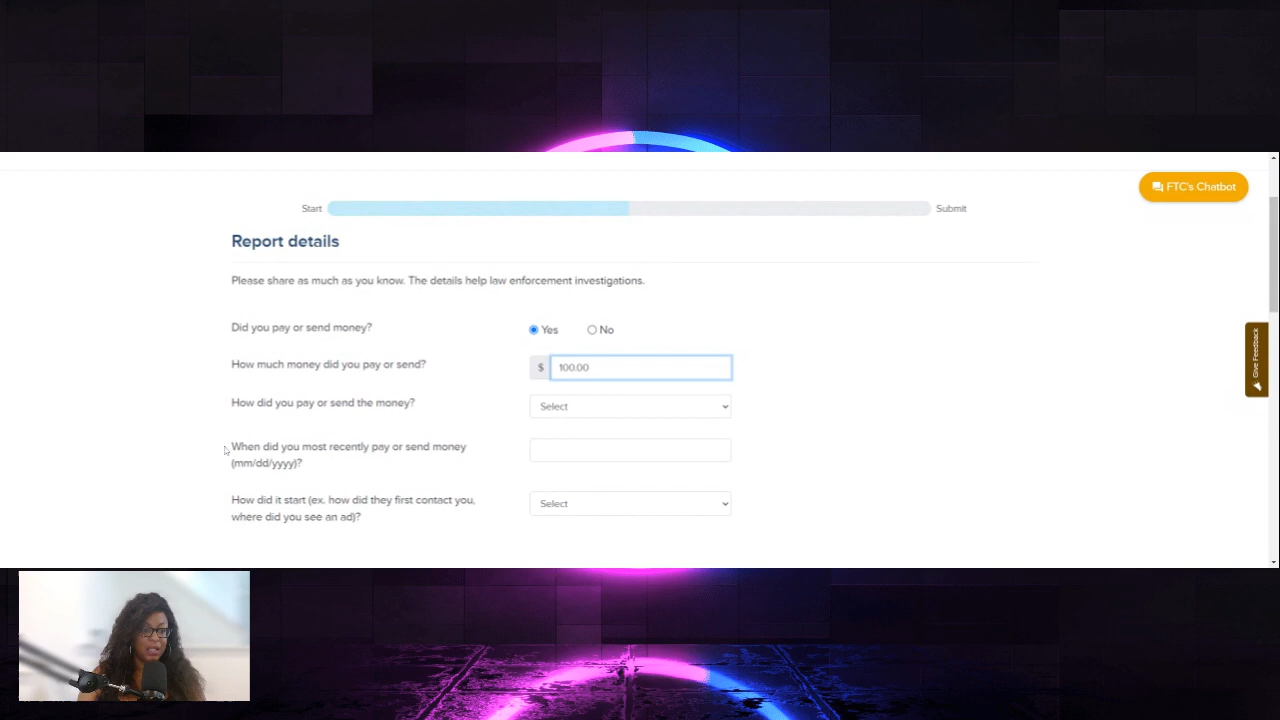 FTC's Chatbot
Start
Submit
Report details
Please share as much as you know. The details help law enforcement investigations.
Did you pay or send money?
Yes
No
How much money did you pay or send?
$ 100.00
How did you pay or send the money?
Select
When did you most recently pay or send money
(mm/dd/yyyy)?
How did it start (ex. how did they first contact you,
where did you see an ad)?
Select
Give Feedback